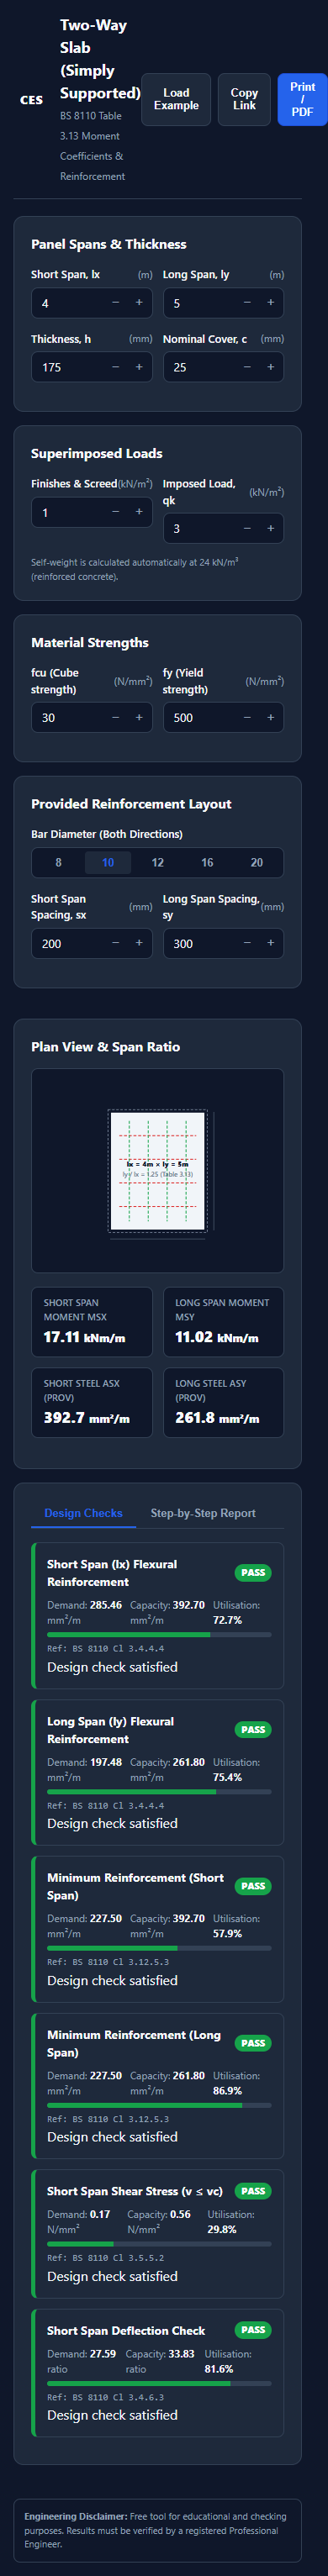 CES
Two-Way
Slab
(Simply
Supported)
BS 8110 Table
3.13 Moment
Coefficients &
Reinforcement
Load
Example
Copy
Link
Print
/
PDF
Panel Spans & Thickness
Short Span, lx (m)
Long Span, ly (m)
4 − +
5 − +
Thickness, h (mm)
Nominal Cover, c (mm)
175 − +
25 − +
Superimposed Loads
Finishes & Screed (kN/m²)
Imposed Load,
qk (kN/m²)
1 − +
3 − +
Self-weight is calculated automatically at 24 kN/m³
(reinforced concrete).
Material Strengths
fcu (Cube
strength) (N/mm²)
fy (Yield
strength) (N/mm²)
30 − +
500 − +
Provided Reinforcement Layout
Bar Diameter (Both Directions)
8 10 12 16 20
Short Span
Spacing, sx (mm)
Long Span Spacing,
sy (mm)
200 − +
300 − +
Plan View & Span Ratio
lx = 4m × ly = 5m
ly / lx = 1.25 (Table 3.13)
SHORT SPAN
MOMENT MSX
17.11 kNm/m
LONG SPAN MOMENT
MSY
11.02 kNm/m
SHORT STEEL ASX
(PROV)
392.7 mm²/m
LONG STEEL ASY
(PROV)
261.8 mm²/m
Design Checks
Step-by-Step Report
Short Span (lx) Flexural
Reinforcement
PASS
Demand: 285.46
mm²/m
Capacity: 392.70
mm²/m
Utilisation:
72.7%
Ref: BS 8110 Cl 3.4.4.4
Design check satisfied
Long Span (ly) Flexural
Reinforcement
PASS
Demand: 197.48
mm²/m
Capacity: 261.80
mm²/m
Utilisation:
75.4%
Ref: BS 8110 Cl 3.4.4.4
Design check satisfied
Minimum Reinforcement (Short
Span)
PASS
Demand: 227.50
mm²/m
Capacity: 392.70
mm²/m
Utilisation:
57.9%
Ref: BS 8110 Cl 3.12.5.3
Design check satisfied
Minimum Reinforcement (Long
Span)
PASS
Demand: 227.50
mm²/m
Capacity: 261.80
mm²/m
Utilisation:
86.9%
Ref: BS 8110 Cl 3.12.5.3
Design check satisfied
Short Span Shear Stress (v ≤ vc)
PASS
Demand: 0.17
N/mm²
Capacity: 0.56
N/mm²
Utilisation:
29.8%
Ref: BS 8110 Cl 3.5.5.2
Design check satisfied
Short Span Deflection Check
PASS
Demand: 27.59
ratio
Capacity: 33.83
ratio
Utilisation:
81.6%
Ref: BS 8110 Cl 3.4.6.3
Design check satisfied
Engineering Disclaimer: Free tool for educational and checking
purposes. Results must be verified by a registered Professional
Engineer.